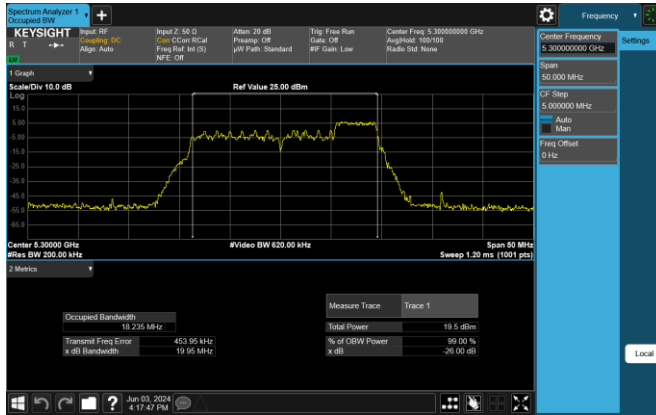 Spectrum Analyzer 1
Occupied BW
+
Frequency
KEYSIGHT
R T
Input: RF
Coupling: DC
Align: Auto
Input Z: 50 Ω
Corr CCorr RCal
Freq Ref: Int (S)
NFE: Off
Atten: 20 dB
Preamp: Off
µW Path: Standard
Trig: Free Run
Gate: Off
#IF Gain: Low
Center Freq: 5.300000000 GHz
Avg|Hold: 100/100
Radio Std: None
Center Frequency
5.300000000 GHz
Settings
Span
50.000 MHz
CF Step
5.000000 MHz
Auto
Man
Freq Offset
0 Hz
Local
1 Graph
Scale/Div 10.0 dB
Ref Value 25.00 dBm
Log
15.0
5.00
-5.00
-15.0
-25.0
-35.0
-45.0
-55.0
-65.0
Center 5.30000 GHz
#Res BW 200.00 kHz
#Video BW 620.00 kHz
Span 50 MHz
Sweep 1.20 ms (1001 pts)
2 Metrics
Measure Trace Trace 1
Occupied Bandwidth
18.235 MHz
Total Power 19.5 dBm
Transmit Freq Error 453.95 kHz
% of OBW Power 99.00 %
x dB Bandwidth 19.95 MHz
x dB -26.00 dB
?
Jun 03, 2024
4:17:47 PM